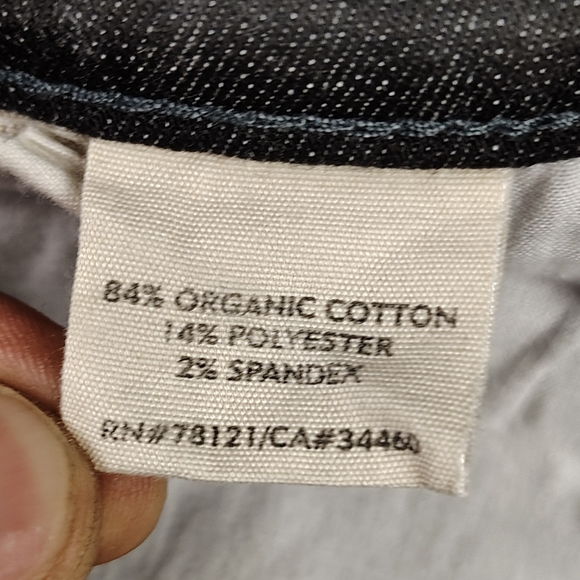 84% ORGANIC COTTON
14% POLYESTER
2% SPANDEX
RN#78121/CA#34460